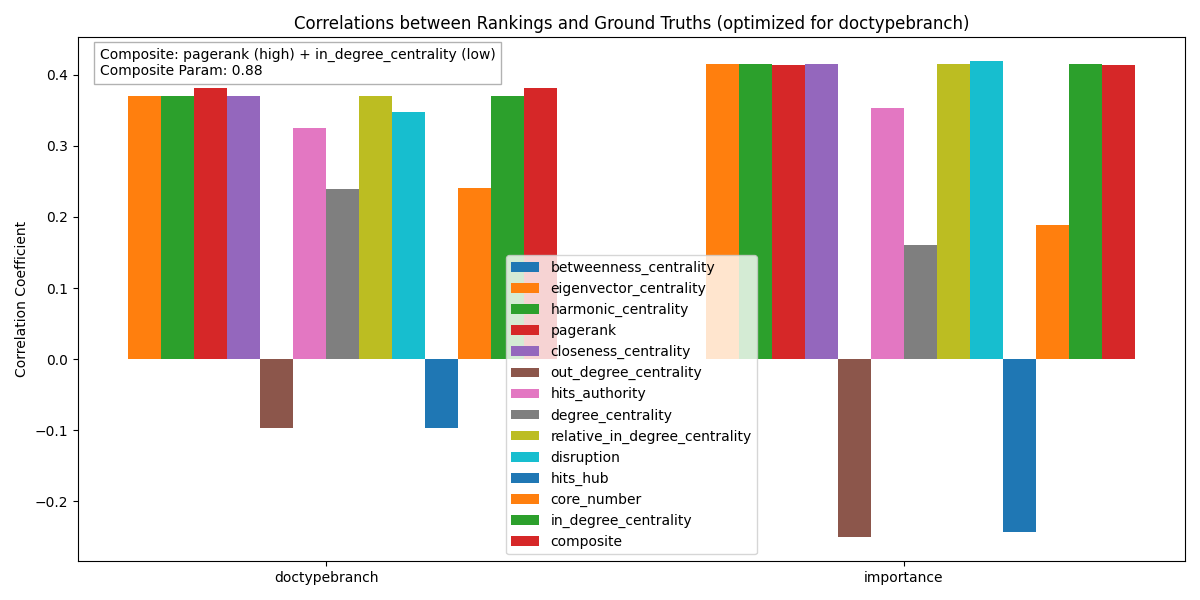 Correlations between Rankings and Ground Truths (optimized for doctypebranch)
Composite: pagerank (high) + in_degree_centrality (low)
Composite Param: 0.88
Correlation Coefficient
0.4
0.3
0.2
0.1
0.0
−0.1
−0.2
betweenness_centrality
eigenvector_centrality
harmonic_centrality
pagerank
closeness_centrality
out_degree_centrality
hits_authority
degree_centrality
relative_in_degree_centrality
disruption
hits_hub
core_number
in_degree_centrality
composite
doctypebranch
importance